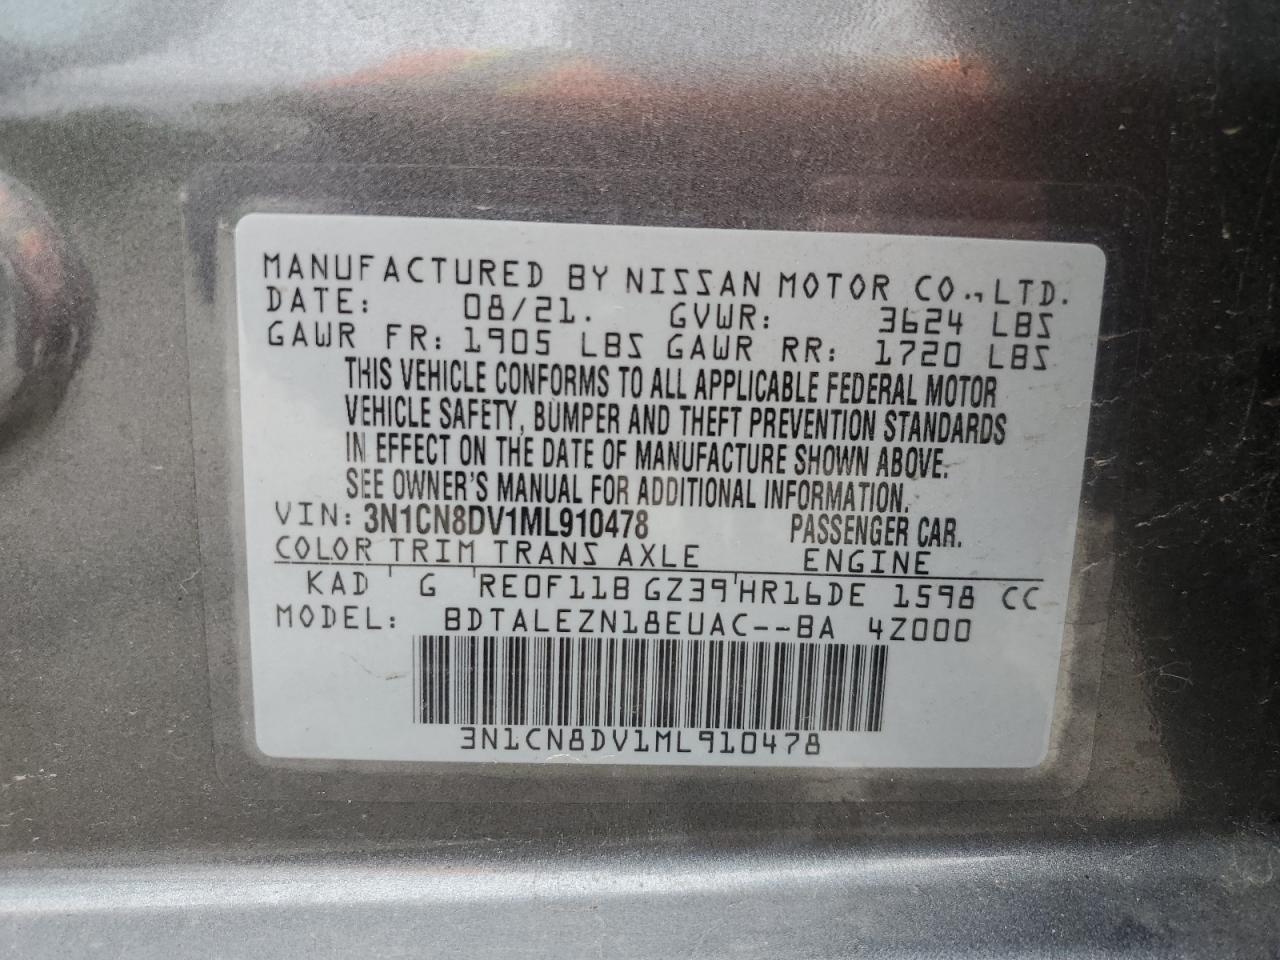 MANUFACTURED BY NISSAN MOTOR CO.,LTD.
DATE: 08/21. GVWR: 3624 LBS
GAWR FR: 1905 LBS GAWR RR: 1720 LBS
THIS VEHICLE CONFORMS TO ALL APPLICABLE FEDERAL MOTOR
VEHICLE SAFETY, BUMPER AND THEFT PREVENTION STANDARDS
IN EFFECT ON THE DATE OF MANUFACTURE SHOWN ABOVE.
SEE OWNER'S MANUAL FOR ADDITIONAL INFORMATION.
VIN: 3N1CN8DV1ML910478 PASSENGER CAR.
COLOR TRIM TRANS AXLE ENGINE
KAD G RE0F11B GZ39 HR16DE 1598 CC
MODEL: BDTALEZN18EUAC--BA 4Z000
3N1CN8DV1ML910478